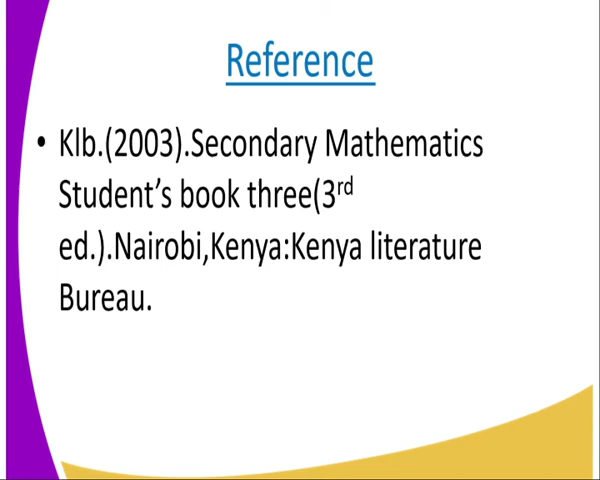 Reference
• Klb.(2003).Secondary Mathematics
Student's book three(3rd
ed.).Nairobi,Kenya:Kenya literature
Bureau.